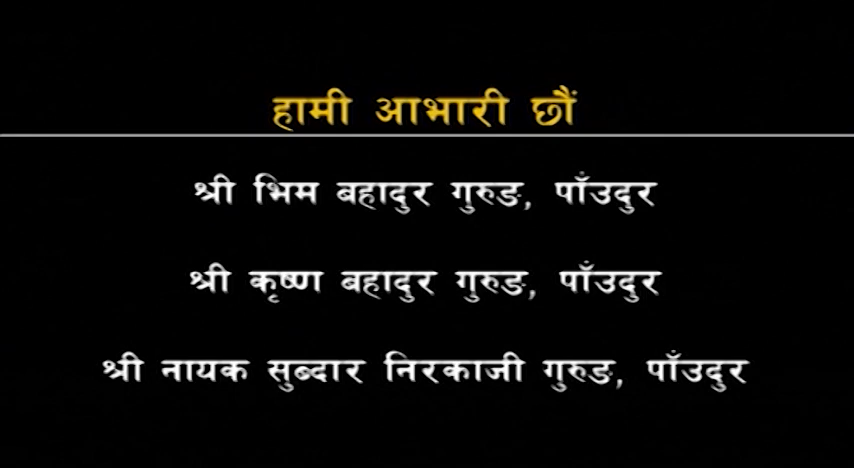 हामी आभारी छौं
श्री भिम बहादुर गुरुङ, पाँउदुर
श्री कृष्ण बहादुर गुरुङ, पाँउदुर
श्री नायक सुब्दार निरकाजी गुरुङ, पाँउदुर